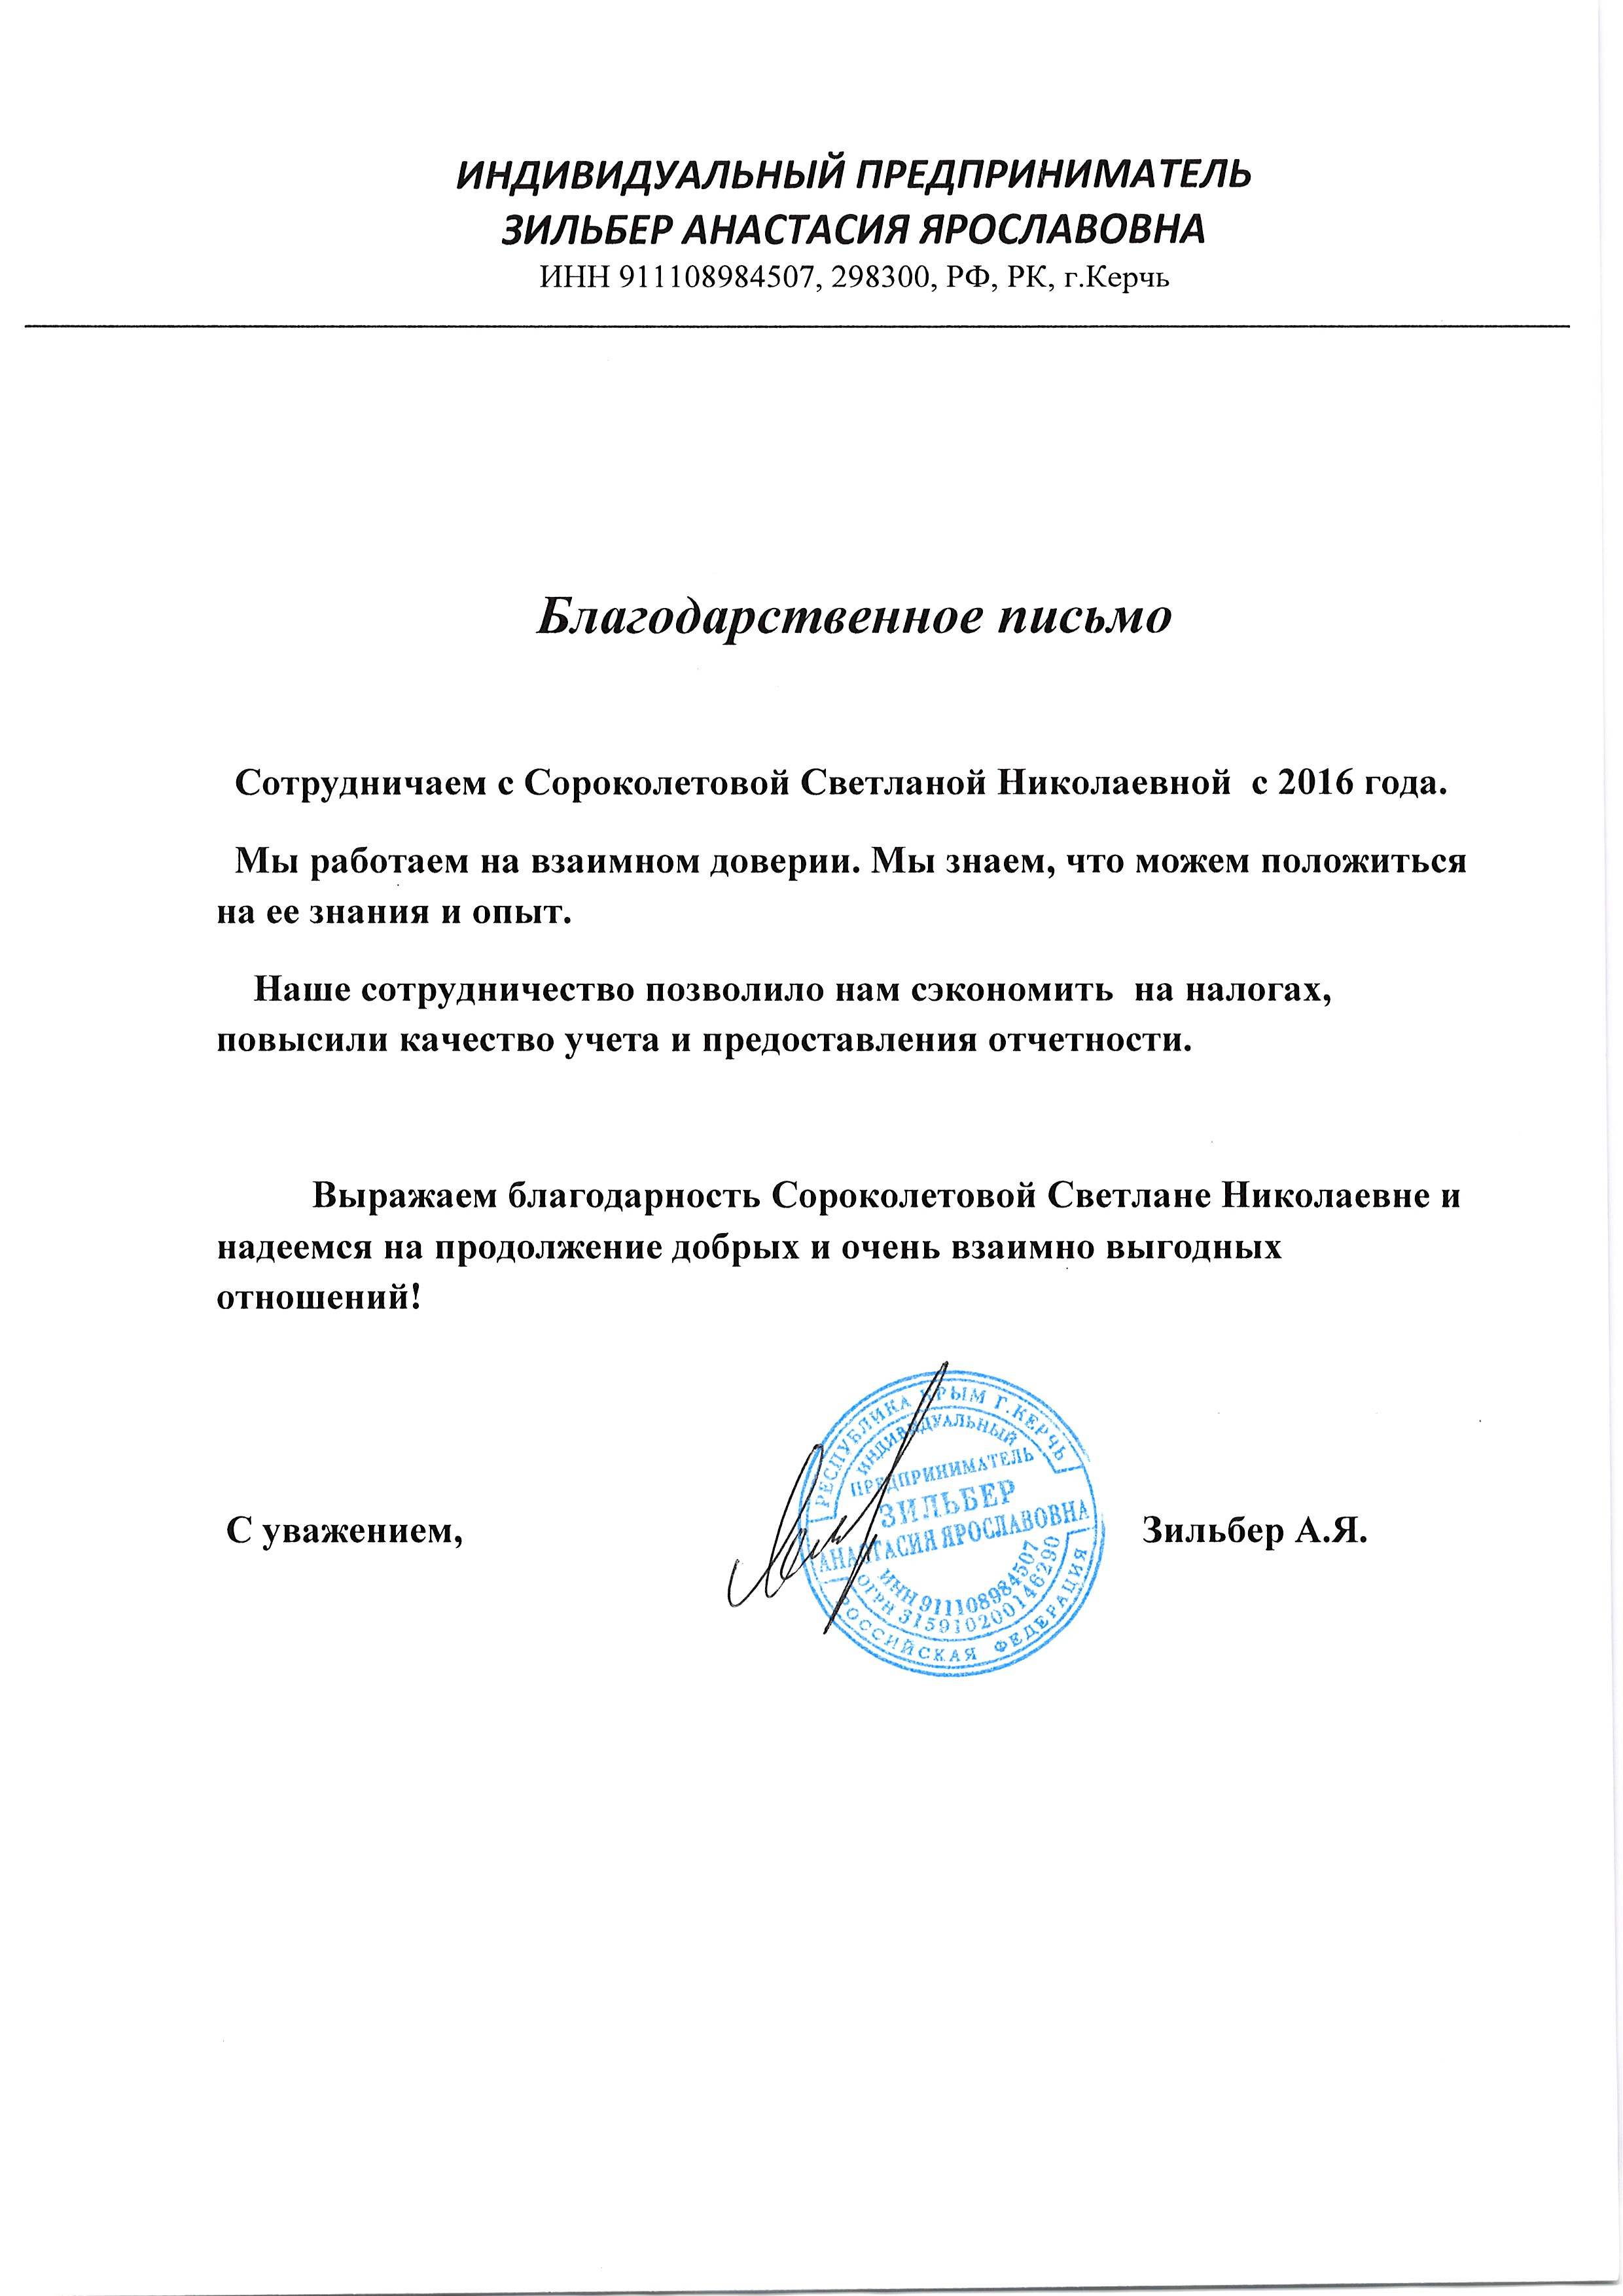 ИНДИВИДУАЛЬНЫЙ ПРЕДПРИНИМАТЕЛЬ
ЗИЛЬБЕР АНАСТАСИЯ ЯРОСЛАВОВНА
ИНН 911108984507, 298300, РФ, РК, г.Керчь
Благодарственное письмо
Сотрудничаем с Сороколетовой Светланой Николаевной с 2016 года.
Мы работаем на взаимном доверии. Мы знаем, что можем положиться
на ее знания и опыт.
Наше сотрудничество позволило нам сэкономить на налогах,
повысили качество учета и предоставления отчетности.
Выражаем благодарность Сороколетовой Светлане Николаевне и
надеемся на продолжение добрых и очень взаимно выгодных
отношений!
С уважением,
РЕСПУБЛИКА КРЫМ Г.КЕРЧЬ
ИНДИВИДУАЛЬНЫЙ
ПРЕДПРИНИМАТЕЛЬ
ЗИЛЬБЕР
АНАСТАСИЯ ЯРОСЛАВОВНА
ИНН 911108984507
ОГРН 315910200146290
РОССИЙСКАЯ ФЕДЕРАЦИЯ
Зильбер А.Я.